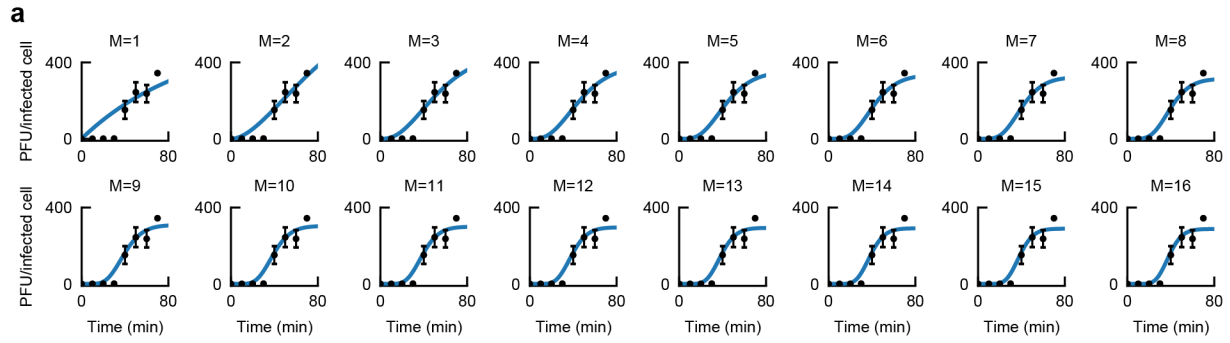 a
M=1 M=2 M=3 M=4 M=5 M=6 M=7 M=8
PFU/infected cell
400 400 400 400 400 400 400 400
0 0 0 0 0 0 0 0
0 80 0 80 0 80 0 80 0 80 0 80 0 80 0 80
M=9 M=10 M=11 M=12 M=13 M=14 M=15 M=16
PFU/infected cell
400 400 400 400 400 400 400 400
0 0 0 0 0 0 0 0
0 80 0 80 0 80 0 80 0 80 0 80 0 80 0 80
Time (min) Time (min) Time (min) Time (min) Time (min) Time (min) Time (min) Time (min)